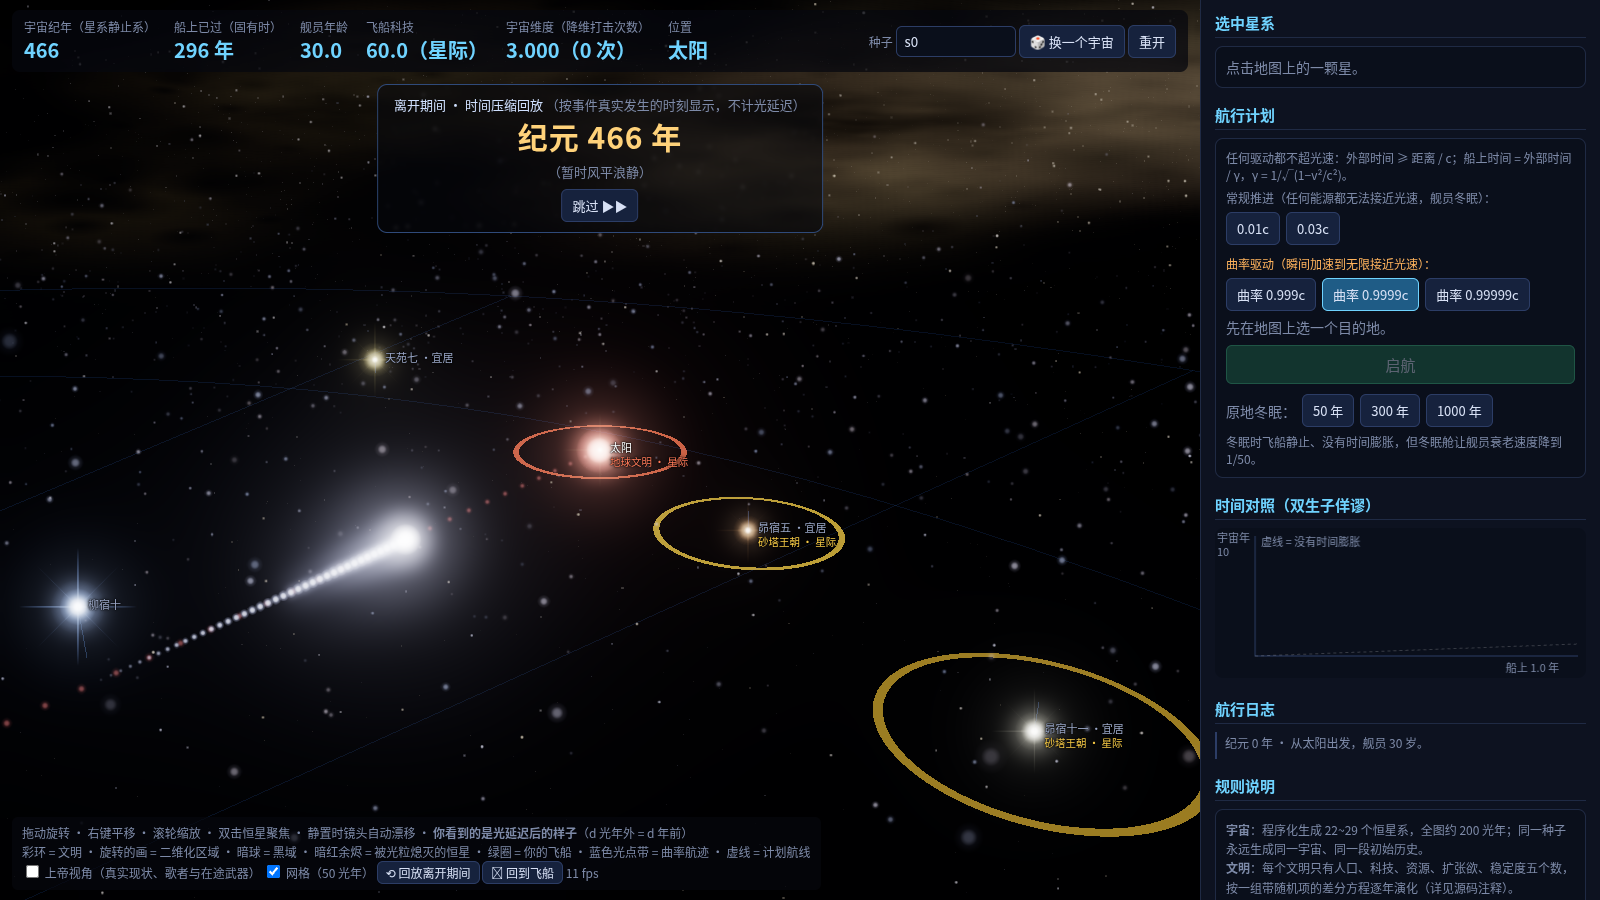 宇宙纪年（星系静止系）
466
船上已过（固有时）
296 年
舰员年龄
30.0
飞船科技
60.0（星际）
宇宙维度（降维打击次数）
3.000（0 次）
位置
太阳
种子
s0
🎲 换一个宇宙
重开
离开期间 · 时间压缩回放 （按事件真实发生的时刻显示，不计光延迟）
纪元 466 年
（暂时风平浪静）
跳过 ▶▶
天苑七 · 宜居
太阳
地球文明 · 星际
昴宿五 · 宜居
砂塔王朝 · 星际
柳宿十
昴宿十一 · 宜居
砂塔王朝 · 星际
拖动旋转 · 右键平移 · 滚轮缩放 · 双击恒星聚焦 · 静置时镜头自动漂移 · 你看到的是光延迟后的样子（d 光年外 = d 年前）
彩环 = 文明 · 旋转的画 = 二维化区域 · 暗球 = 黑域 · 暗红余烬 = 被光粒熄灭的恒星 · 绿圈 = 你的飞船 · 蓝色光点带 = 曲率航迹 · 虚线 = 计划航线
上帝视角（真实现状、歌者与在途武器）
网格（50 光年）
⟲ 回放离开期间
回到飞船
11 fps
选中星系
点击地图上的一颗星。
航行计划
任何驱动都不超光速：外部时间 ⩾ 距离 / c；船上时间 = 外部时间
/ γ，γ = 1/√(1−v²/c²)。
常规推进（任何能源都无法接近光速，舰员冬眠）：
0.01c
0.03c
曲率驱动（瞬间加速到无限接近光速）：
曲率 0.999c
曲率 0.9999c
曲率 0.99999c
先在地图上选一个目的地。
启航
原地冬眠：
50 年
300 年
1000 年
冬眠时飞船静止、没有时间膨胀，但冬眠舱让舰员衰老速度降到
1/50。
时间对照（双生子佯谬）
宇宙年
10
虚线 = 没有时间膨胀
船上 1.0 年
航行日志
纪元 0 年 · 从太阳出发，舰员 30 岁。
规则说明
宇宙：程序化生成 22~29 个恒星系，全图约 200 光年；同一种子
永远生成同一宇宙、同一段初始历史。
文明：每个文明只有人口、科技、资源、扩张欲、稳定度五个数，
按一组带随机项的差分方程逐年演化（详见源码注释）。